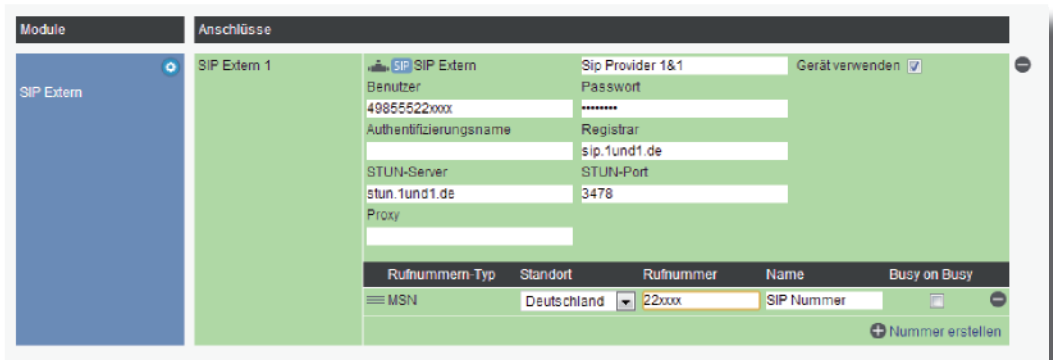 Module Anschlüsse
SIP Extern
SIP Extern 1
SIP SIP Extern Sip Provider 1&1 Gerät verwenden
Benutzer Passwort
49855522xxxx ••••••••
Authentifizierungsname Registrar
sip.1und1.de
STUN-Server STUN-Port
stun.1und1.de 3478
Proxy
Rufnummern-Typ Standort Rufnummer Name Busy on Busy
MSN Deutschland 22xxxx SIP Nummer
Nummer erstellen